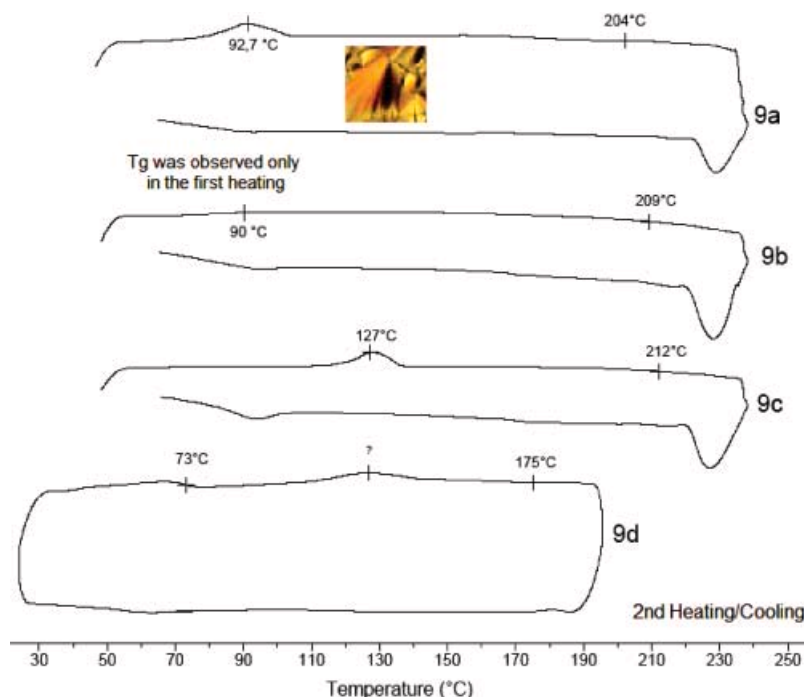 92,7 °C
204°C
9a
Tg was observed only
in the first heating
90 °C
209°C
9b
127°C
212°C
9c
73°C
?
175°C
9d
2nd Heating/Cooling
30 50 70 90 110 130 150 170 190 210 230 250
Temperature (°C)